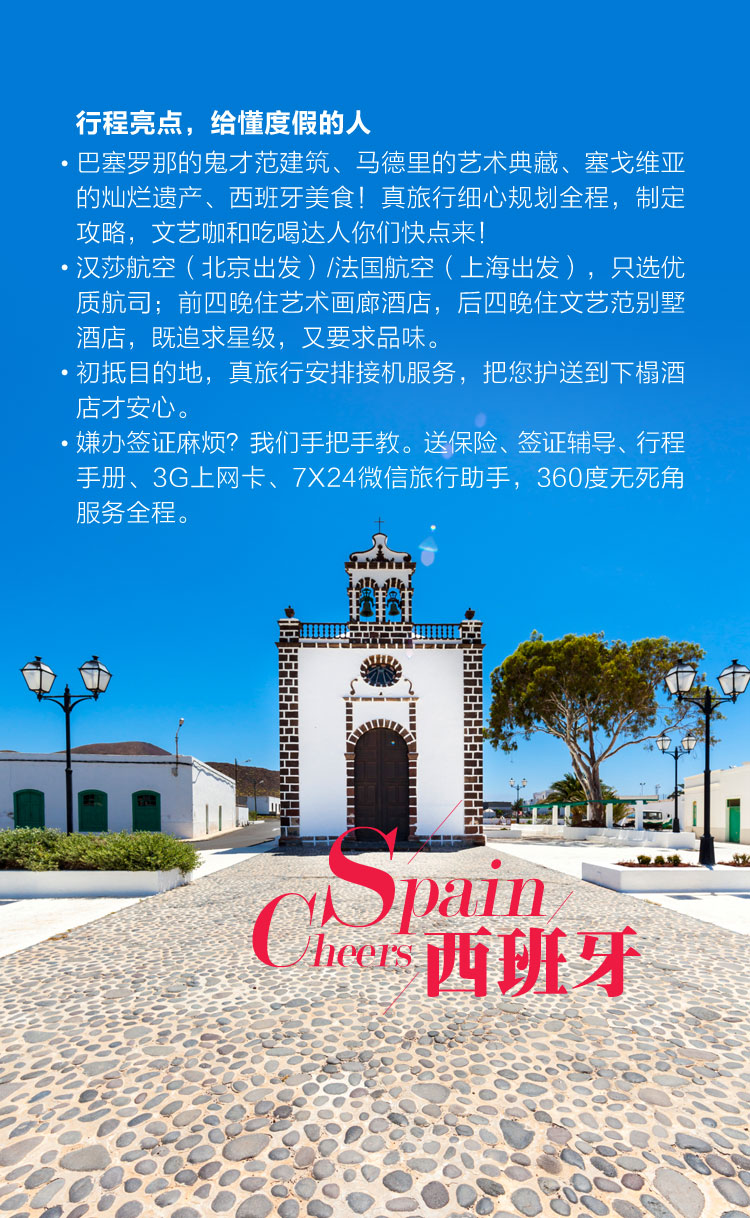 行程亮点，给懂度假的人
• 巴塞罗那的鬼才范建筑、马德里的艺术典藏、塞戈维亚
的灿烂遗产、西班牙美食！真旅行细心规划全程，制定
攻略，文艺咖和吃喝达人你们快点来！
• 汉莎航空（北京出发）/法国航空（上海出发），只选优
质航司；前四晚住艺术画廊酒店，后四晚住文艺范别墅
酒店，既追求星级，又要求品味。
• 初抵目的地，真旅行安排接机服务，把您护送到下榻酒
店才安心。
• 嫌办签证麻烦？我们手把手教。送保险、签证辅导、行程
手册、3G上网卡、7X24微信旅行助手，360度无死角
服务全程。
Spain
Cheers 西班牙